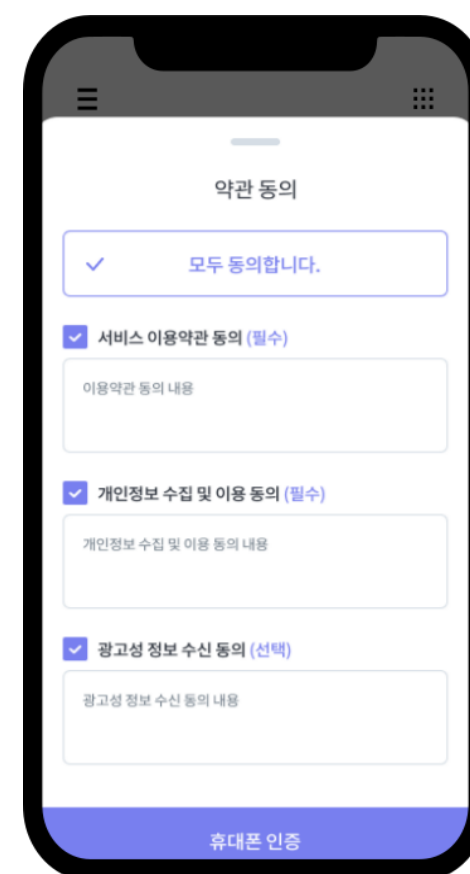 약관 동의
모두 동의합니다.
서비스 이용약관 동의 (필수)
이용약관 동의 내용
개인정보 수집 및 이용 동의 (필수)
개인정보 수집 및 이용 동의 내용
광고성 정보 수신 동의 (선택)
광고성 정보 수신 동의 내용
휴대폰 인증